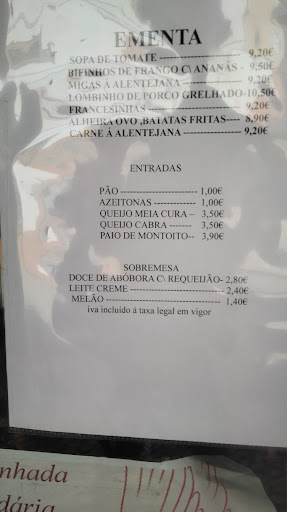 EMENTA
SOPA DE TOMATE ------------------------ 9,20€
BIFINHOS DE FRANGO C\ ANANÁS - 9,50€
MIGAS Á ALENTEJANA ---------------- 9,20€
LOMBINHO DE PORCO GRELHADO-10,50€
FRANCESINHAS ---------------------- 9,20€
ALHEIRA OVO ,BATATAS FRITAS---- 8,90€
CARNE Á ALENTEJANA --------------- 9,20€
ENTRADAS
PÃO ----------------------- 1,00€
AZEITONAS ------------- 1,00€
QUEIJO MEIA CURA – 3,50€
QUEIJO CABRA ------- 3,50€
PAIO DE MONTOITO-- 3,90€
SOBREMESA
DOCE DE ABÓBORA C\ REQUEIJÃO- 2,80€
LEITE CREME ---------------------------- 2,40€
MELÃO ----------------------------------- 1,40€
iva incluído á taxa legal em vigor
nhada
dária